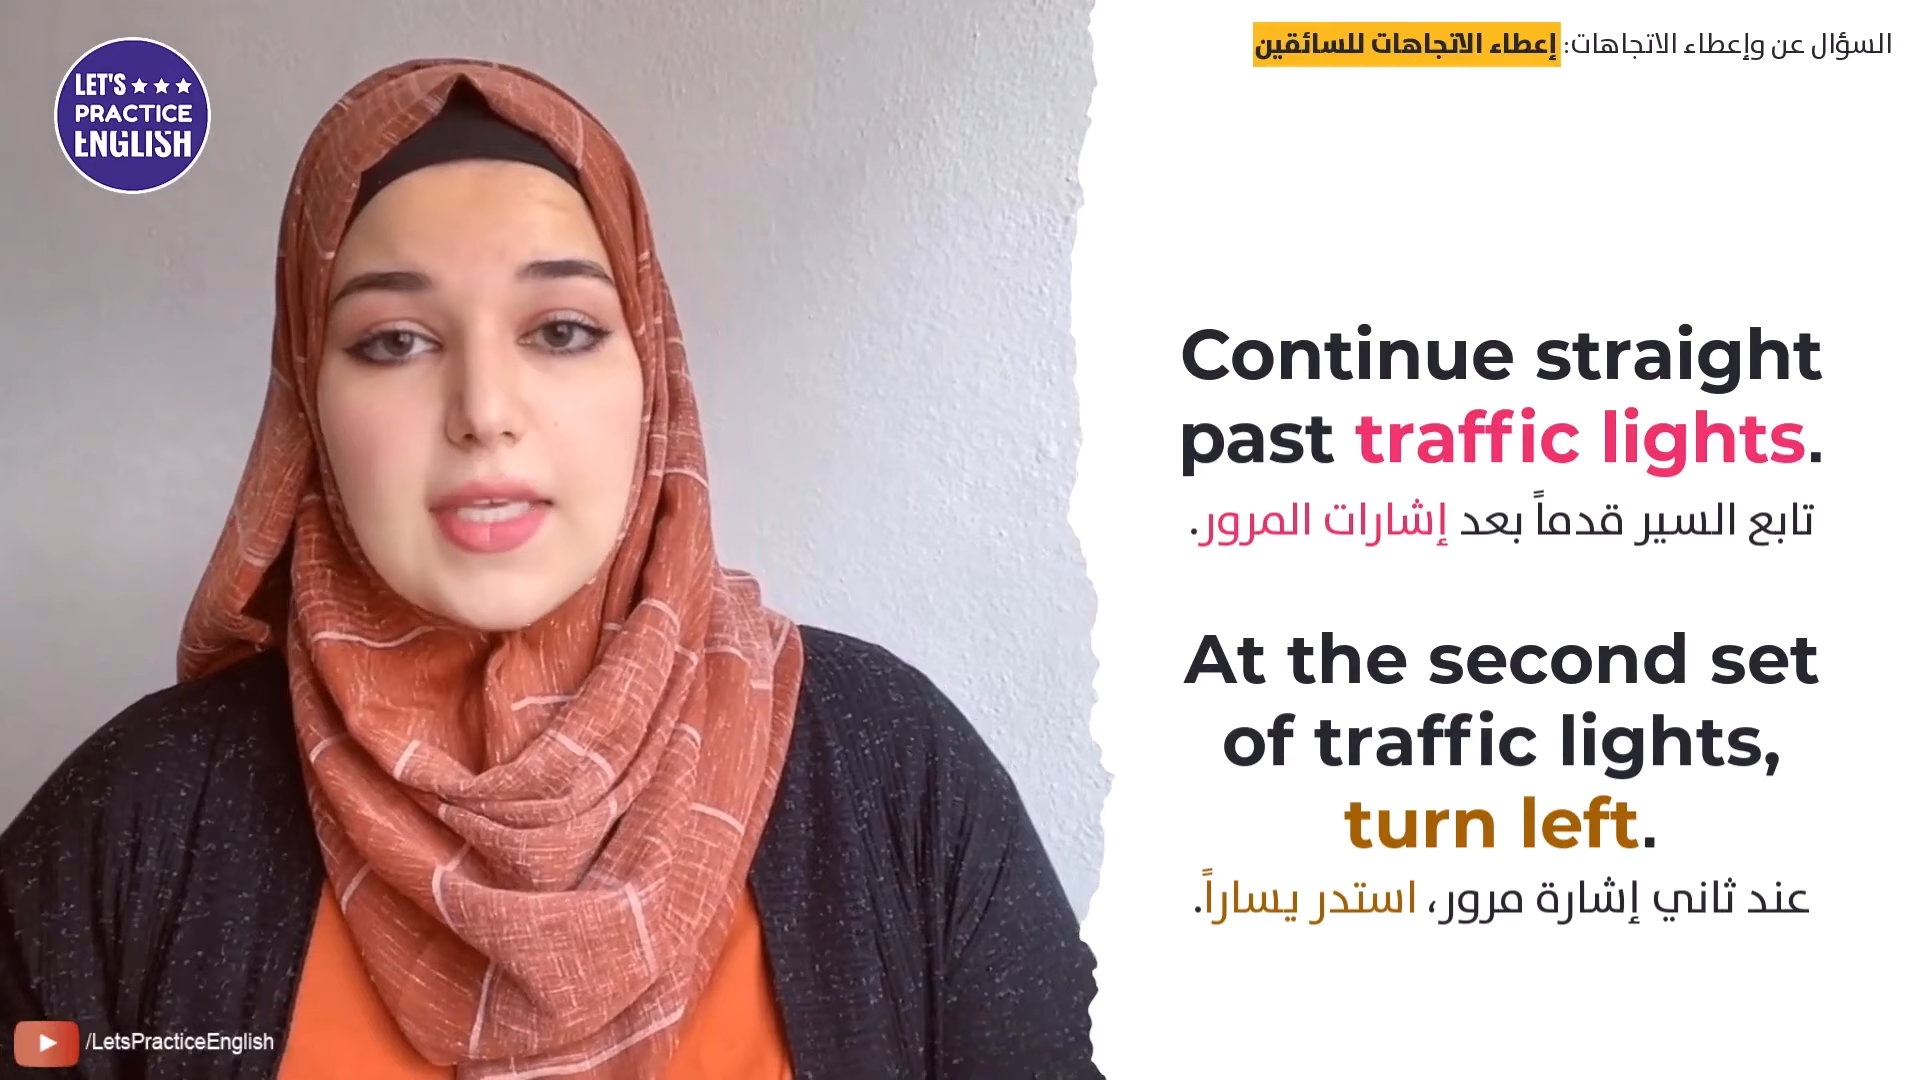 LET'S
PRACTICE
ENGLISH
السؤال عن وإعطاء الاتجاهات: إعطاء الاتجاهات للسائقين
Continue straight
past traffic lights.
تابع السير قدماً بعد إشارات المرور.
At the second set
of traffic lights,
turn left.
عند ثاني إشارة مرور، استدر يساراً.
/LetsPracticeEnglish